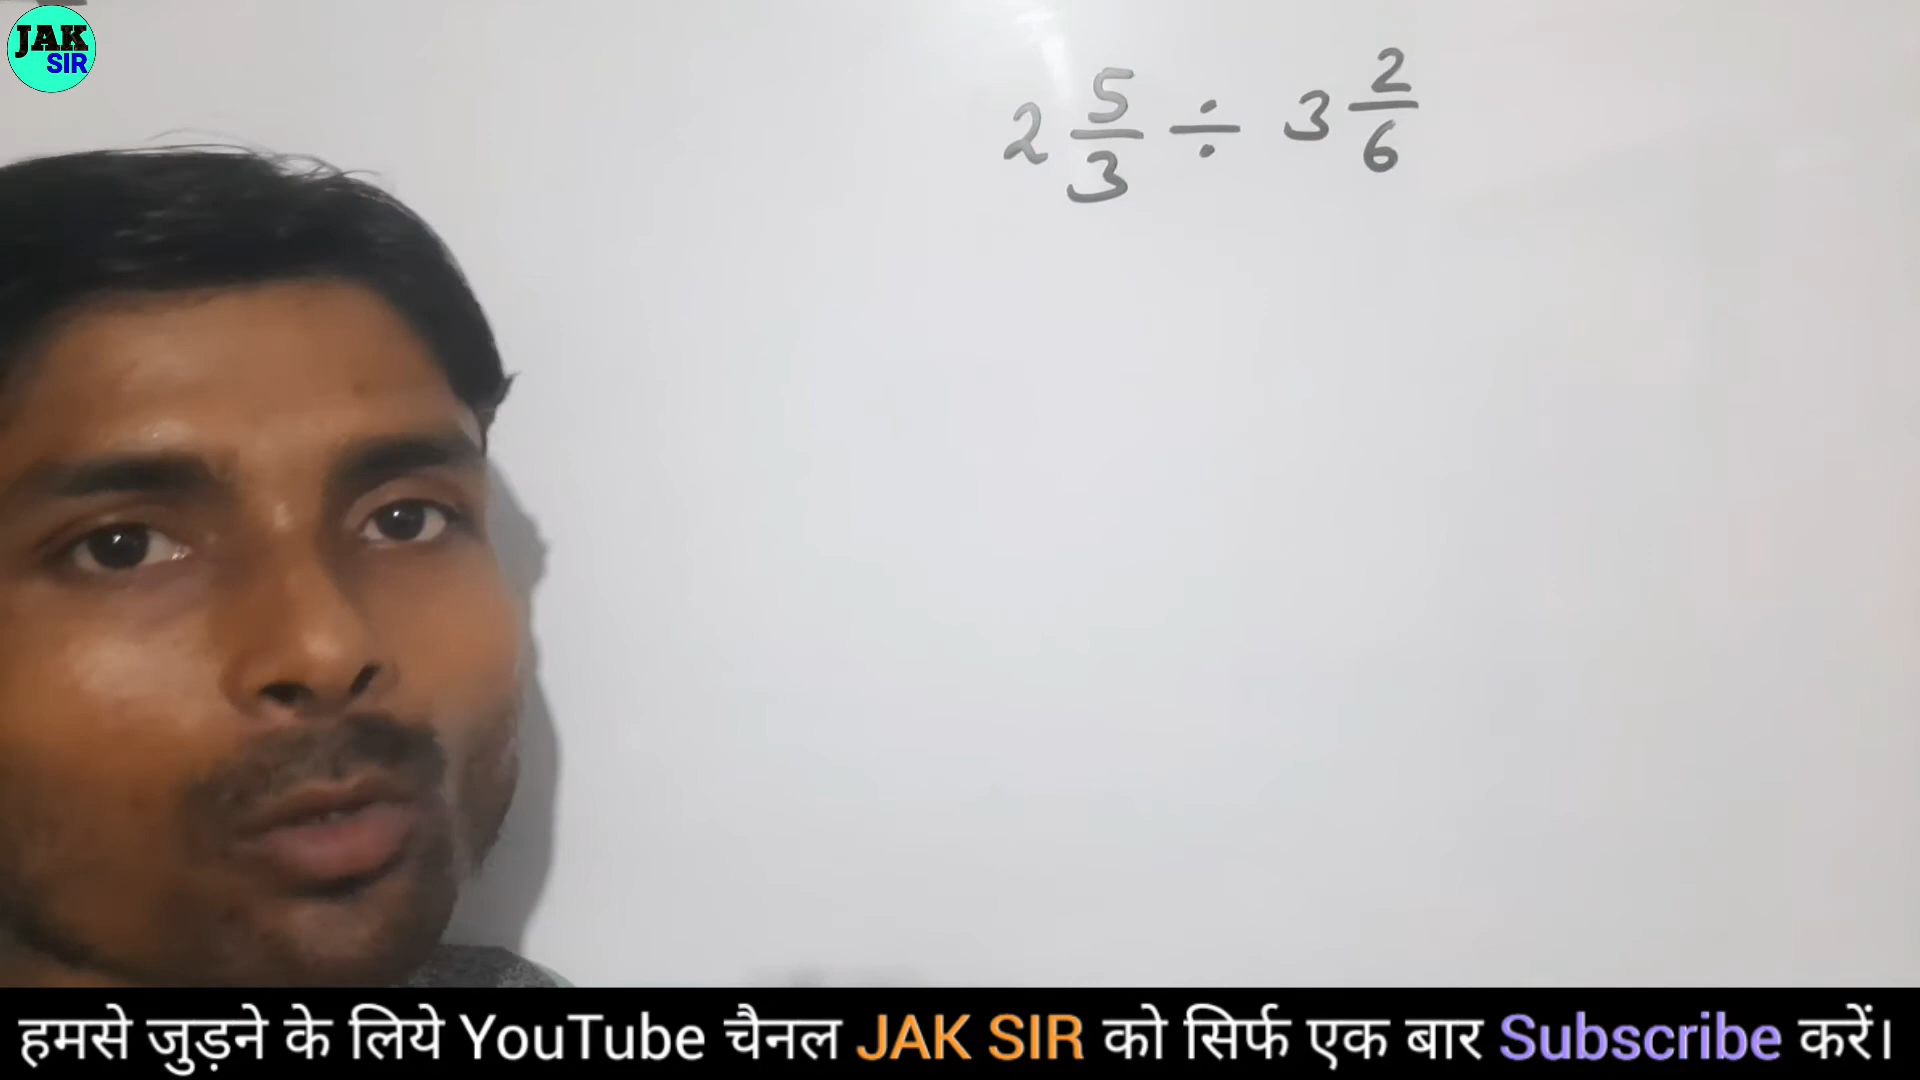 JAK
SIR
2 5/3 ÷ 3 2/6
हमसे जुड़ने के लिये YouTube चैनल JAK SIR को सिर्फ एक बार Subscribe करें।